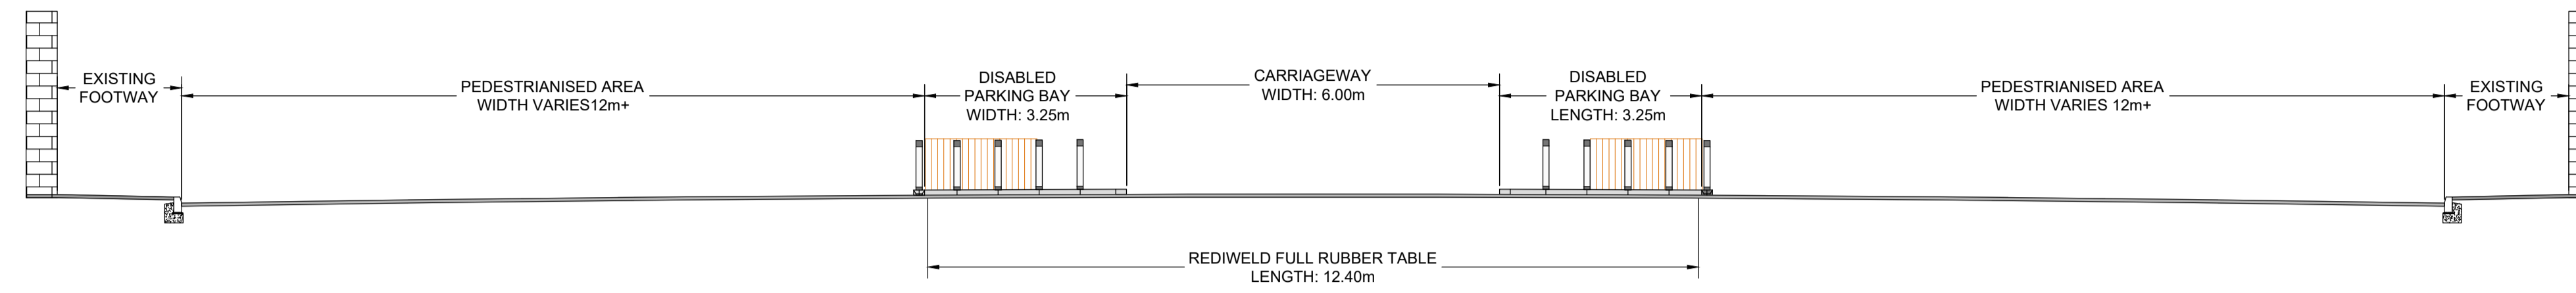 EXISTING
FOOTWAY
PEDESTRIANISED AREA
WIDTH VARIES12m+
DISABLED
PARKING BAY
WIDTH: 3.25m
CARRIAGEWAY
WIDTH: 6.00m
DISABLED
PARKING BAY
LENGTH: 3.25m
PEDESTRIANISED AREA
WIDTH VARIES 12m+
EXISTING
FOOTWAY
REDIWELD FULL RUBBER TABLE
LENGTH: 12.40m